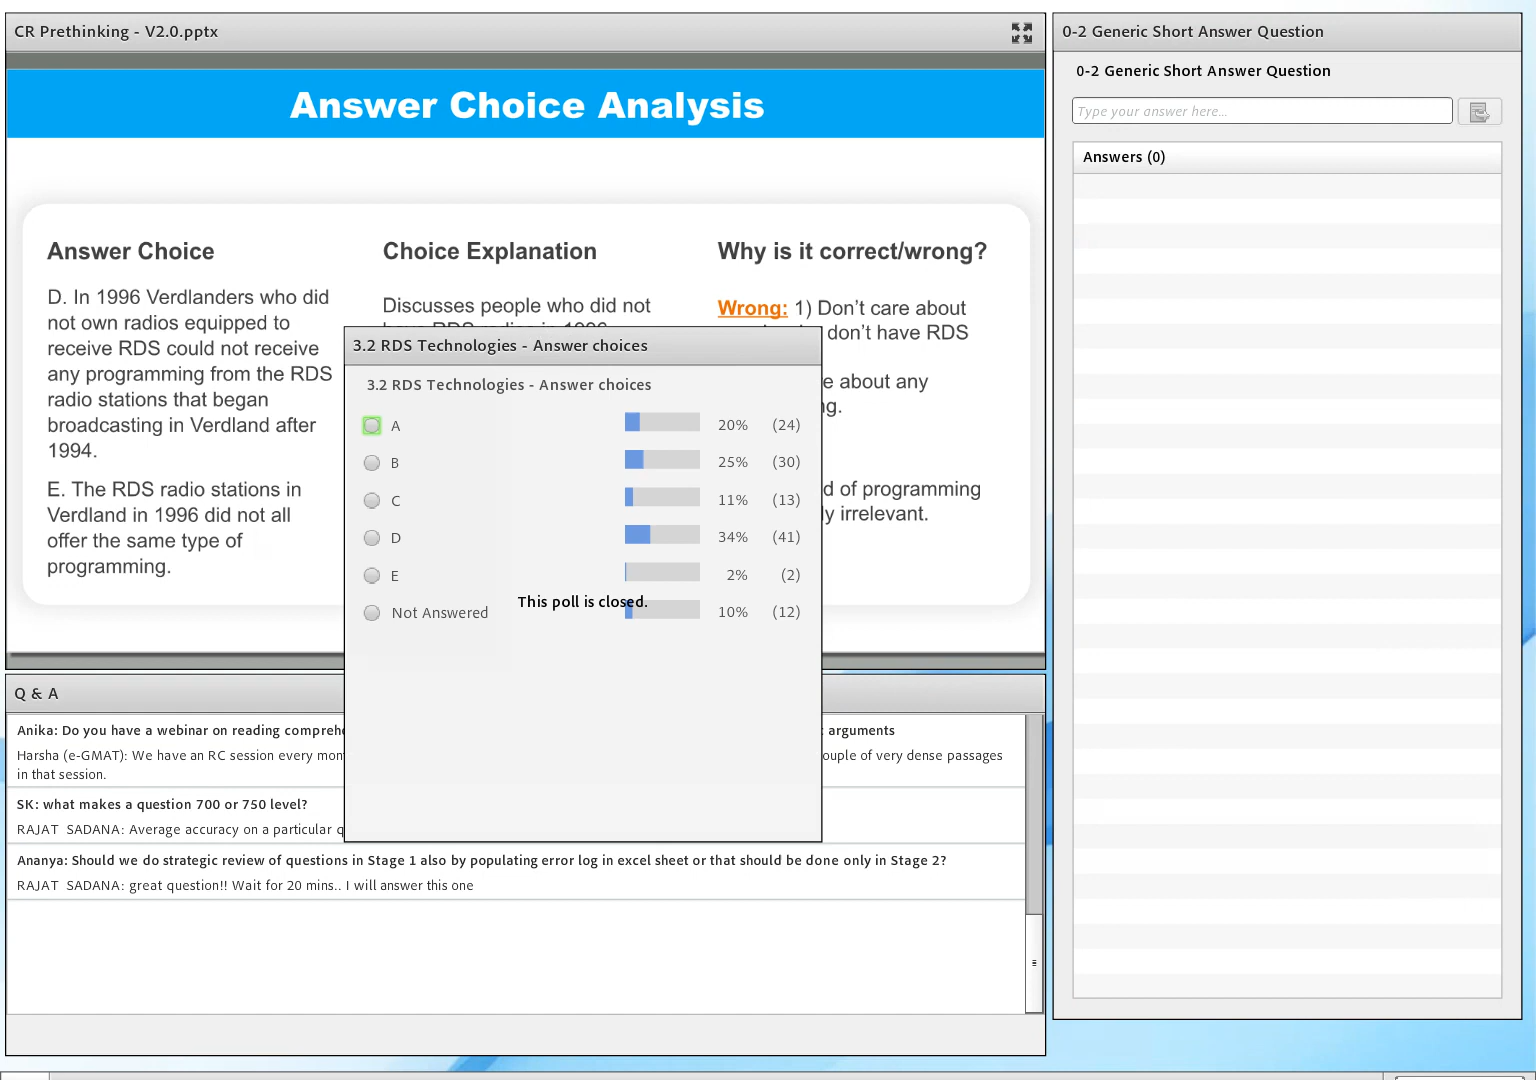 CR Prethinking - V2.0.pptx
Answer Choice Analysis
Answer Choice
D. In 1996 Verdlanders who did
not own radios equipped to
receive RDS could not receive
any programming from the RDS
radio stations that began
broadcasting in Verdland after
1994.
E. The RDS radio stations in
Verdland in 1996 did not all
offer the same type of
programming.
Choice Explanation
Discusses people who did not
Why is it correct/wrong?
Wrong: 1) Don’t care about
don’t have RDS
about any
d of programming
irrelevant.
3.2 RDS Technologies - Answer choices
3.2 RDS Technologies - Answer choices
A 20% (24)
B 25% (30)
C 11% (13)
D 34% (41)
E 2% (2)
This poll is closed.
Not Answered 10% (12)
Q & A
Anika: Do you have a webinar on reading arguments
Harsha (e-GMAT): We have an RC session every of very dense passages
in that session.
SK: what makes a question 700 or 750 level?
RAJAT SADANA: Average accuracy on a particular q
Ananya: Should we do strategic review of questions in Stage 1 also by populating error log in excel sheet or that should be done only in Stage 2?
RAJAT SADANA: great question!! Wait for 20 mins.. I will answer this one
0-2 Generic Short Answer Question
0-2 Generic Short Answer Question
Type your answer here...
Answers (0)